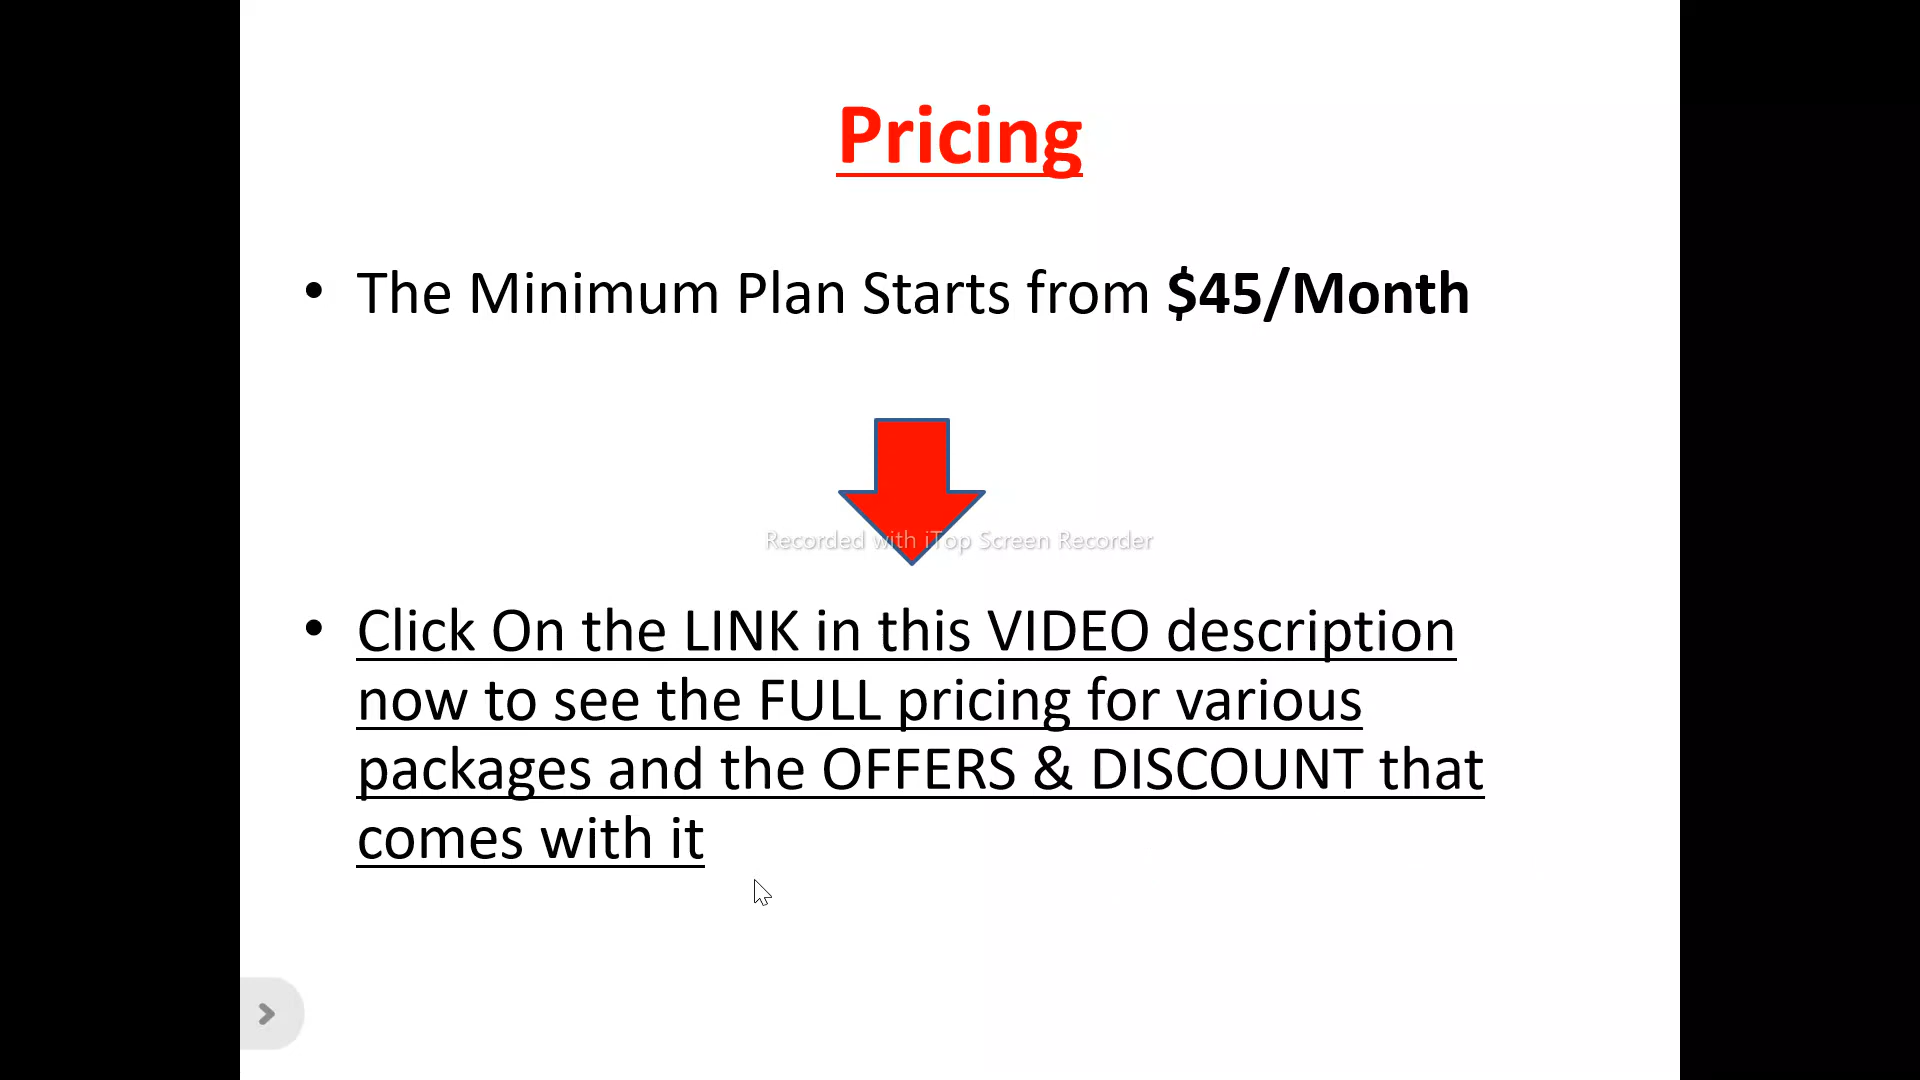 Pricing
• The Minimum Plan Starts from $45/Month
Recorded with iTop Screen Recorder
• Click On the LINK in this VIDEO description
now to see the FULL pricing for various
packages and the OFFERS & DISCOUNT that
comes with it